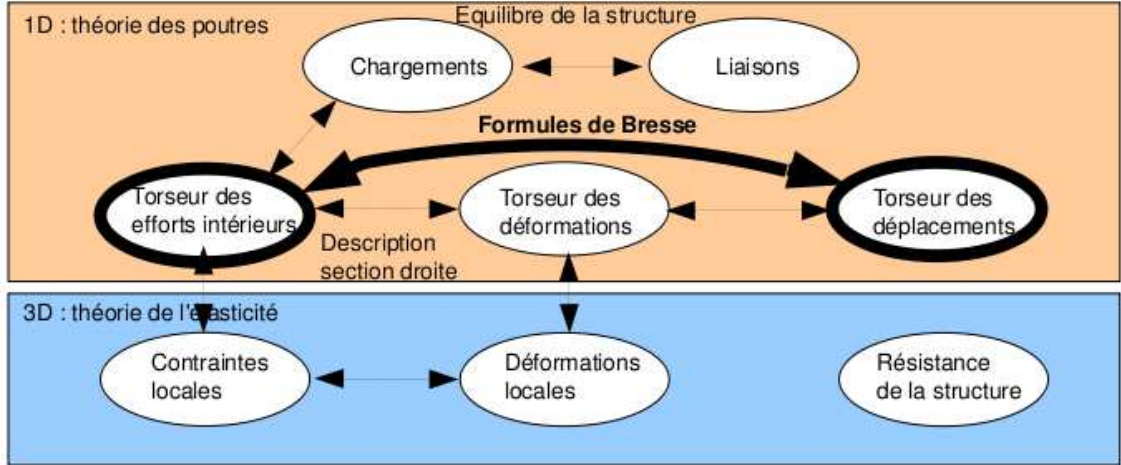 Equilibre de la structure
1D : théorie des poutres
Chargements
Liaisons
Formules de Bresse
Torseur des
efforts intérieurs
Torseur des
déformations
Torseur des
déplacements
Description
section droite
3D : théorie de l'élasticité
Contraintes
locales
Déformations
locales
Résistance
de la structure